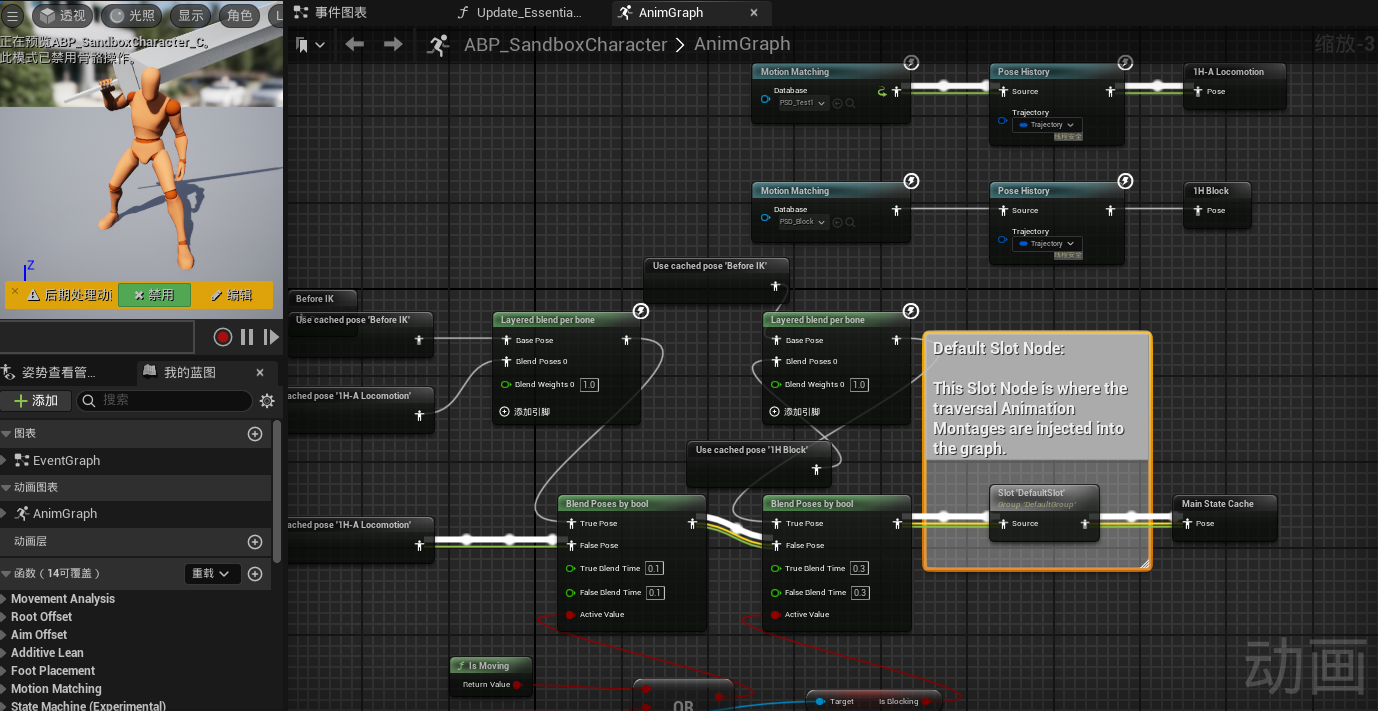 透视
光照
显示
角色
正在预览ABP_SandboxCharacter_C。
此模式已禁用骨骼操作。
Z
后期处理动
禁用
编辑
姿势查看管...
我的蓝图
添加
搜索
图表
EventGraph
动画图表
AnimGraph
动画层
函数（14可覆盖）
重载
Movement Analysis
Root Offset
Aim Offset
Additive Lean
Foot Placement
Motion Matching
State Machine (Experimental)
事件图表
Update_Essentia...
AnimGraph
ABP_SandboxCharacter
AnimGraph
缩放-3
Motion Matching
Database
PSD_Test1
Pose History
Source
Trajectory
Trajectory
线程安全
1H-A Locomotion
Pose
Motion Matching
Database
PSD_Block
Pose History
Source
Trajectory
Trajectory
线程安全
1H Block
Pose
Use cached pose 'Before IK'
Before IK
Use cached pose 'Before IK'
ached pose '1H-A Locomotion'
Layered blend per bone
Base Pose
Blend Poses 0
Blend Weights 0
1.0
添加引脚
Layered blend per bone
Base Pose
Blend Poses 0
Blend Weights 0
1.0
添加引脚
Use cached pose '1H Block'
Default Slot Node:
This Slot Node is where the
traversal Animation
Montages are injected into
the graph.
Slot 'DefaultSlot'
Group 'DefaultGroup'
Source
Main State Cache
Pose
ached pose '1H-A Locomotion'
Blend Poses by bool
True Pose
False Pose
True Blend Time
0.1
False Blend Time
0.1
Active Value
Blend Poses by bool
True Pose
False Pose
True Blend Time
0.3
False Blend Time
0.3
Active Value
Is Moving
Return Value
OR
Target
Is Blocking
动画